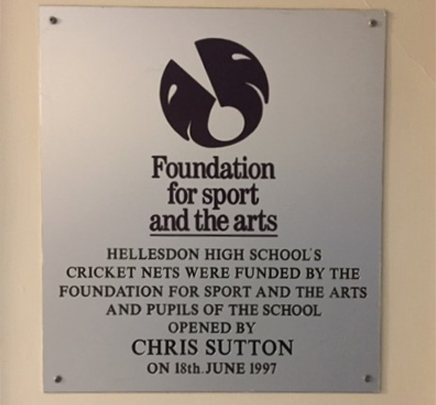 Foundation
for sport
and the arts
HELLESDON HIGH SCHOOL'S
CRICKET NETS WERE FUNDED BY THE
FOUNDATION FOR SPORT AND THE ARTS
AND PUPILS OF THE SCHOOL
OPENED BY
CHRIS SUTTON
ON 18th. JUNE 1997